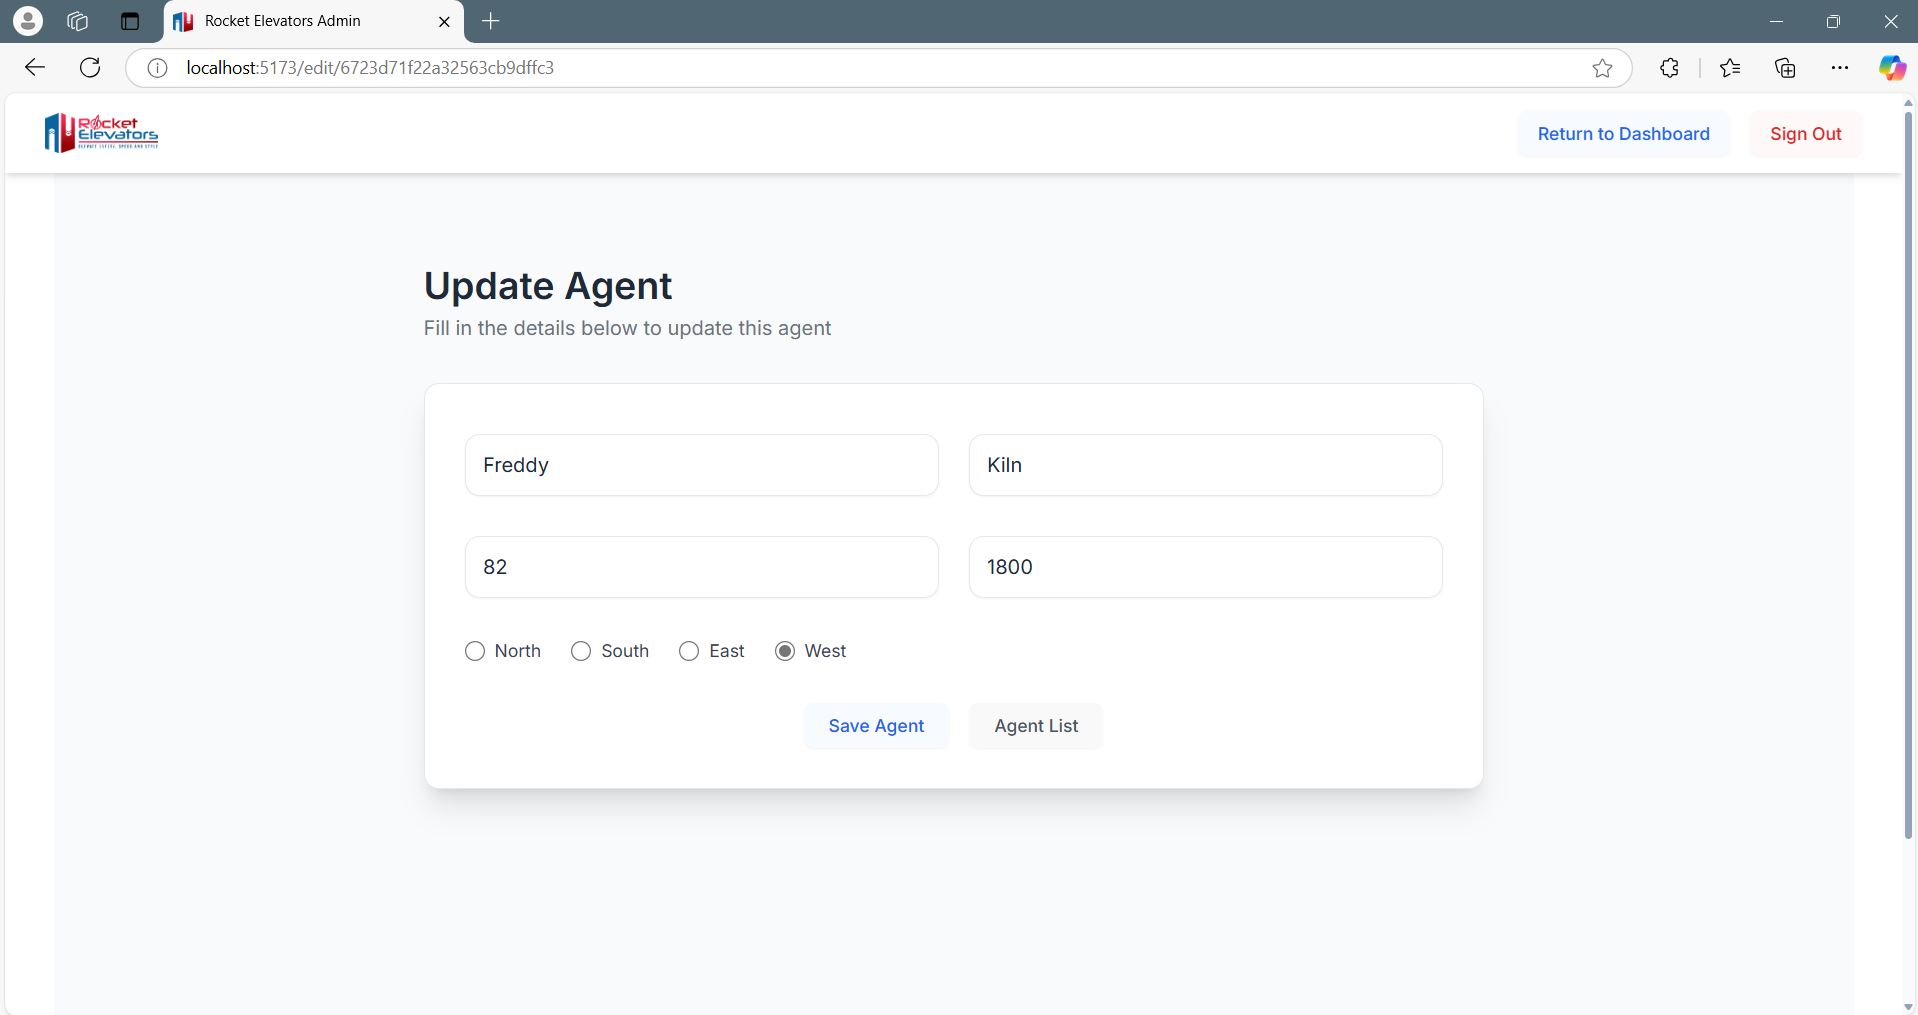 Rocket Elevators Admin
localhost:5173/edit/6723d71f22a32563cb9dffc3
Rocket
Elevators
Return to Dashboard
Sign Out
Update Agent
Fill in the details below to update this agent
Freddy
Kiln
82
1800
North
South
East
West
Save Agent
Agent List